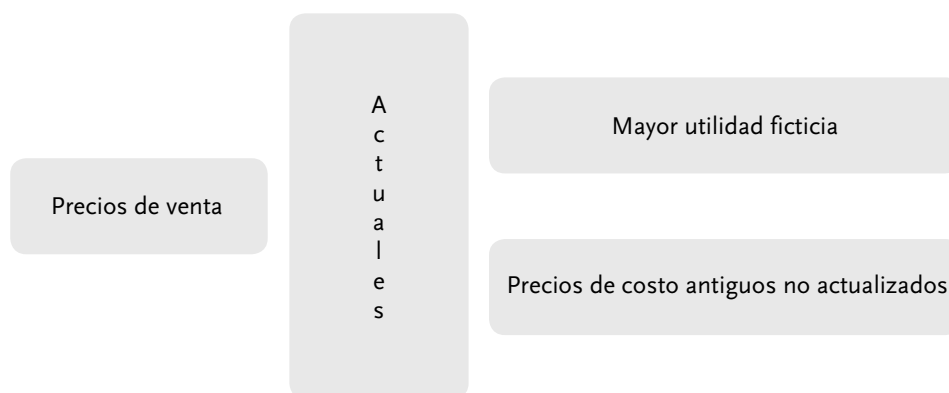 Precios de venta
A
c
t
u
a
l
e
s
Mayor utilidad ficticia
Precios de costo antiguos no actualizados